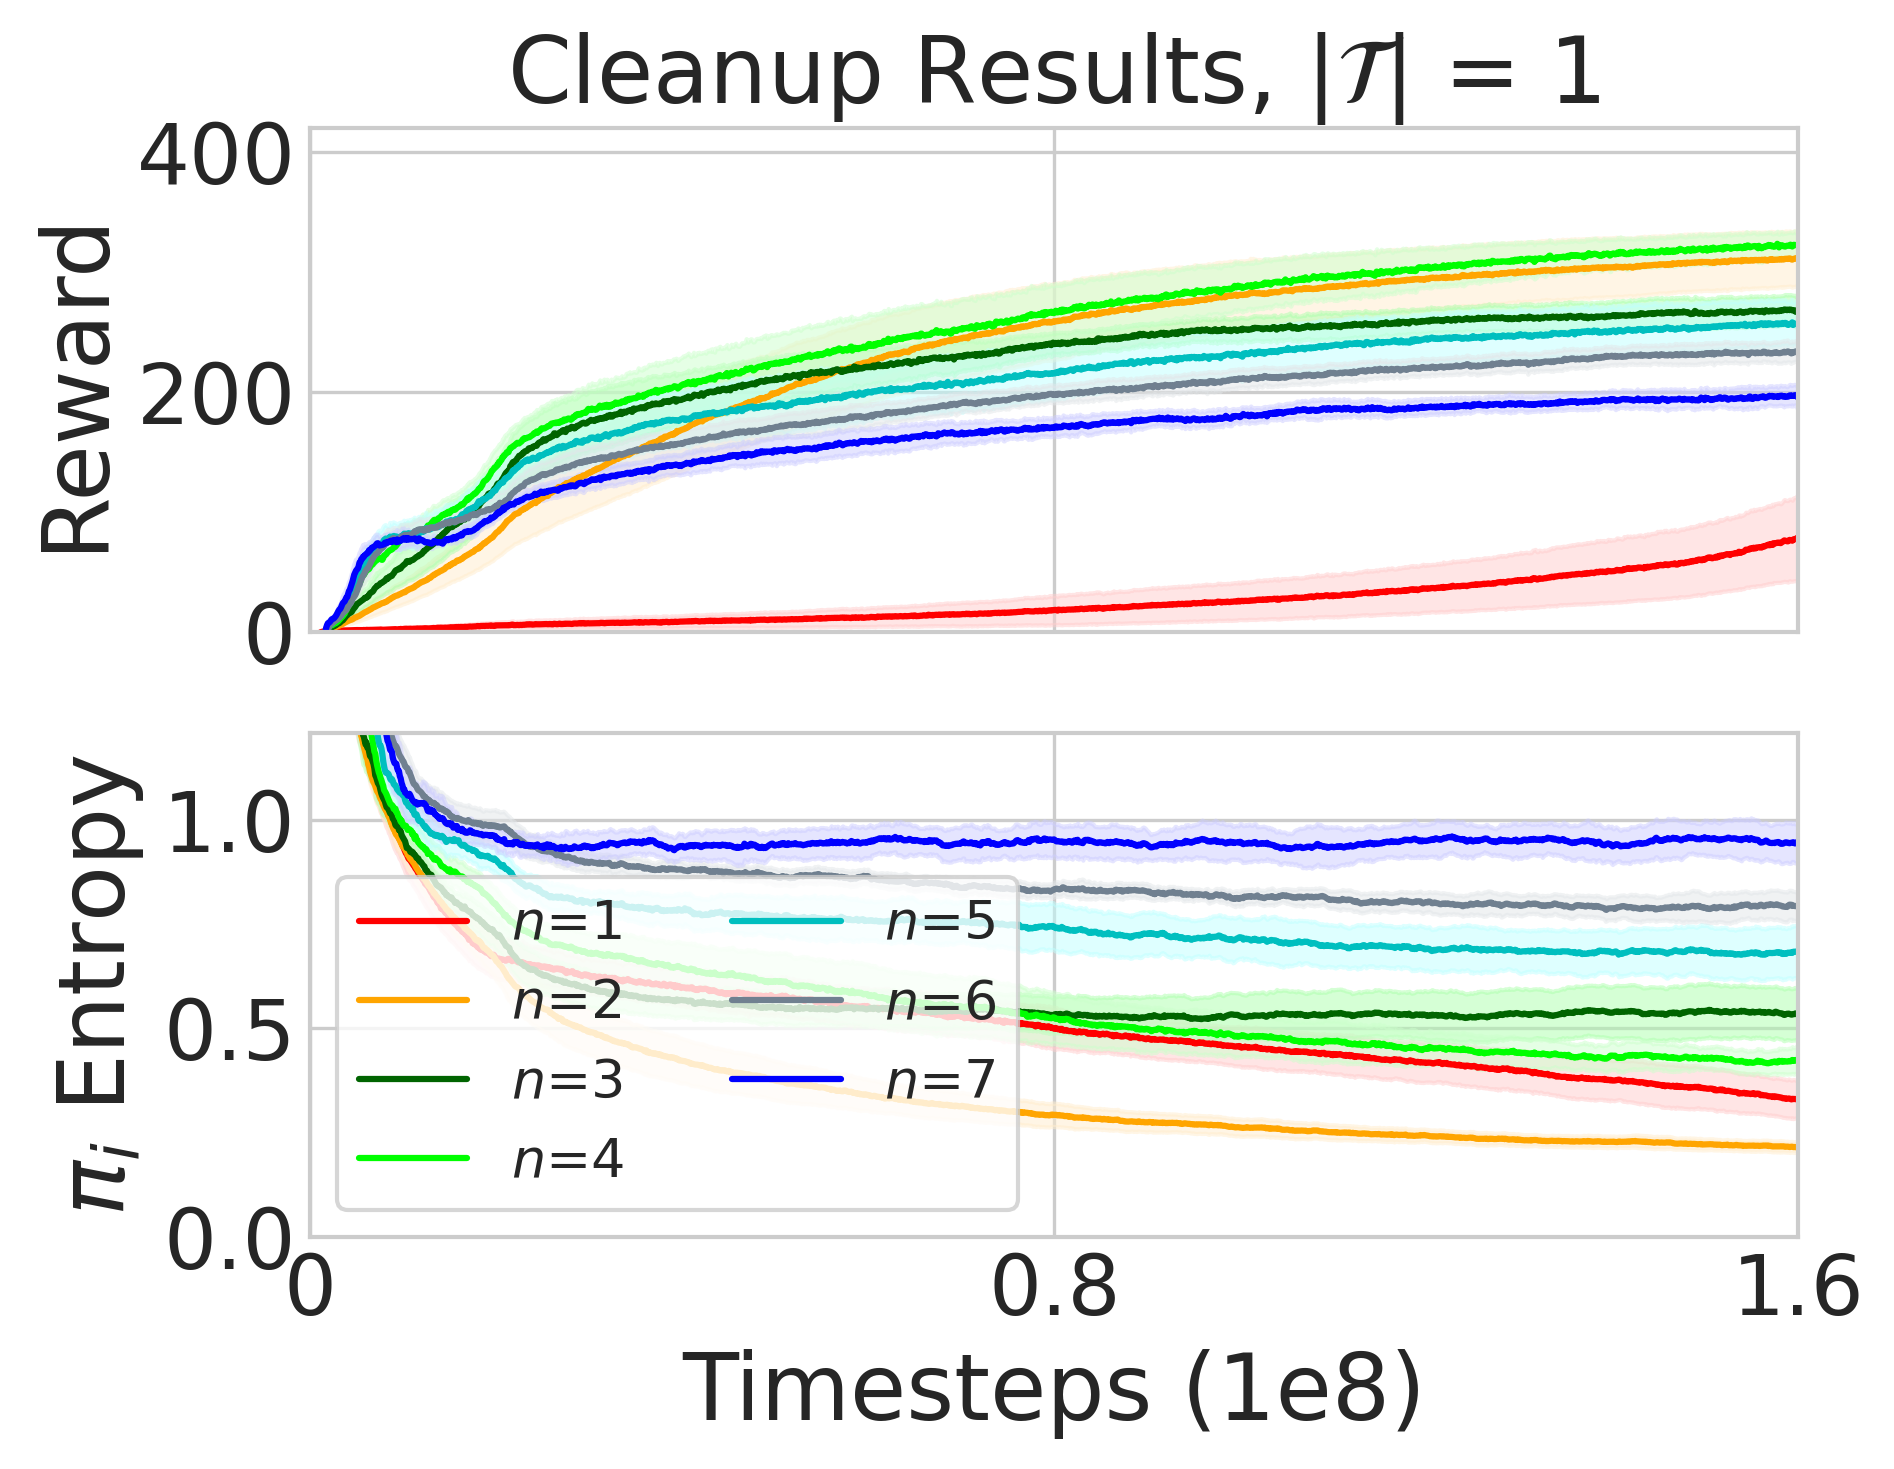 Cleanup Results, |𝒯| = 1
Reward
400
200
0
πᵢ Entropy
1.0
0.5
0.0
n=1
n=2
n=3
n=4
n=5
n=6
n=7
0 0.8 1.6
Timesteps (1e8)